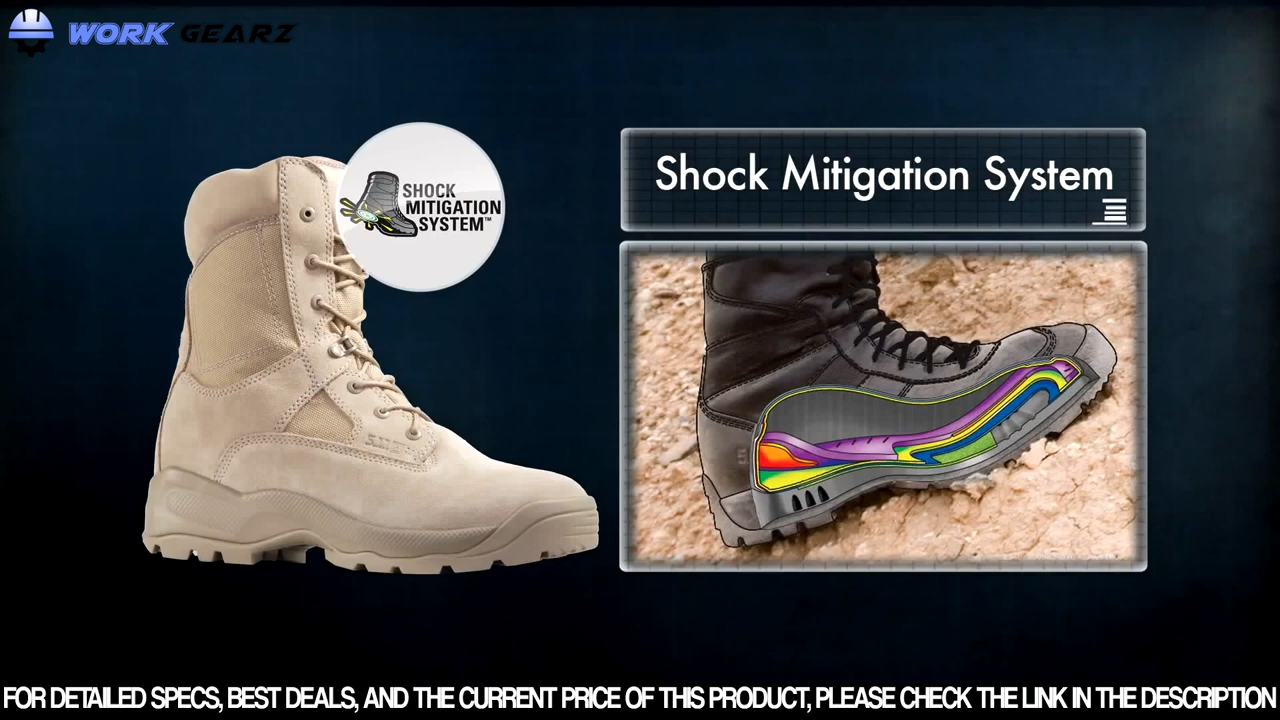 WORK GEARZ
SHOCK
MITIGATION
SYSTEM™
Shock Mitigation System
FOR DETAILED SPECS, BEST DEALS, AND THE CURRENT PRICE OF THIS PRODUCT, PLEASE CHECK THE LINK IN THE DESCRIPTION